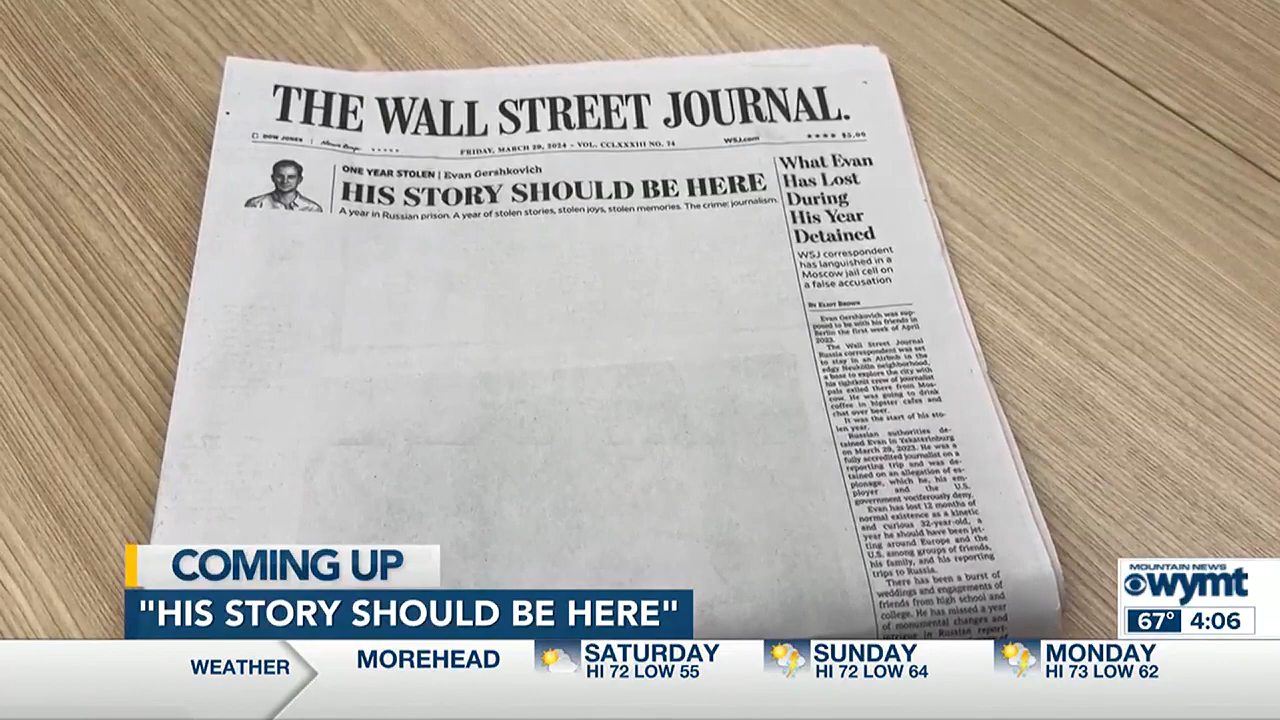 THE WALL STREET JOURNAL.
DOW JONES | News Corp
FRIDAY, MARCH 29, 2024 - VOL. CCLXXXIII NO. 74
WSJ.com
★★★★ $5.00
ONE YEAR STOLEN | Evan Gershkovich
HIS STORY SHOULD BE HERE
A year in Russian prison. A year of stolen stories, stolen joys, stolen memories. The crime: journalism.
What Evan
Has Lost
During
His Year
Detained
WSJ correspondent
has languished in a
Moscow jail cell on
a false accusation
BY ELIOT BROWN
Evan Gershkovich was sup-
posed to be with his friends in
Berlin the first week of April
2023.
The Wall Street Journal
Russia correspondent was set
to stay in an Airbnb in the
edgy Neukölln neighborhood,
a base to explore the city with
his tightknit crew of journalist
pals exiled there from Mos-
cow. He was going to drink
coffee in hipster cafes and
chat over beer.
It was the start of his sto-
len year.
Russian authorities de-
tained Evan in Yekaterinburg
on March 29, 2023. He was a
fully accredited journalist on a
reporting trip and was de-
tained on an allegation of es-
pionage, which he, his em-
ployer and the U.S.
government vociferously deny.
Evan has lost 12 months of
normal existence as a kinetic
and curious 32-year-old, a
year he should have been jet-
ting around Europe and the
U.S. among groups of friends,
his family, and his reporting
trips to Russia.
There has been a burst of
weddings and engagements of
friends from high school and
college. He has missed a year
of monumental changes and
intrigue in Russian report-
COMING UP
"HIS STORY SHOULD BE HERE"
MOUNTAIN NEWS
wymt
67° 4:06
WEATHER
MOREHEAD
SATURDAY
HI 72 LOW 55
SUNDAY
HI 72 LOW 64
MONDAY
HI 73 LOW 62